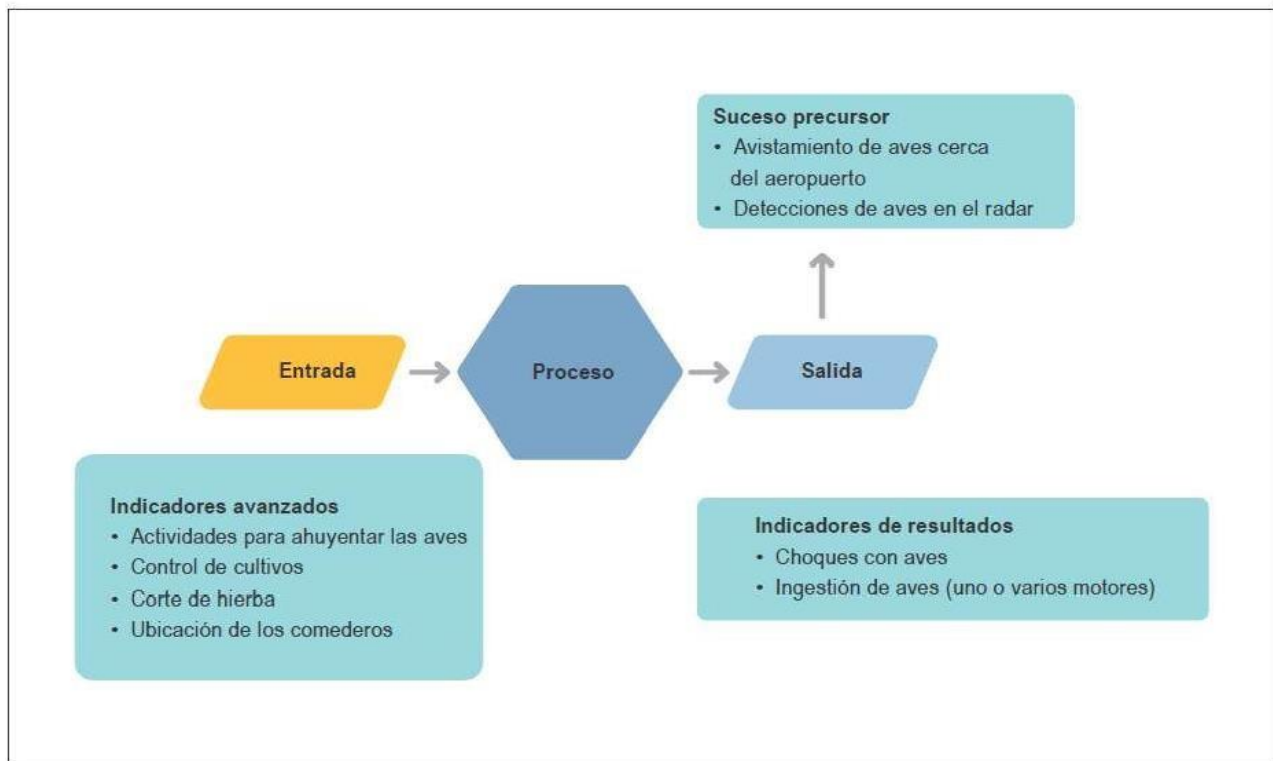 Suceso precursor
• Avistamiento de aves cerca
del aeropuerto
• Detecciones de aves en el radar
Entrada
Proceso
Salida
Indicadores avanzados
• Actividades para ahuyentar las aves
• Control de cultivos
• Corte de hierba
• Ubicación de los comederos
Indicadores de resultados
• Choques con aves
• Ingestión de aves (uno o varios motores)